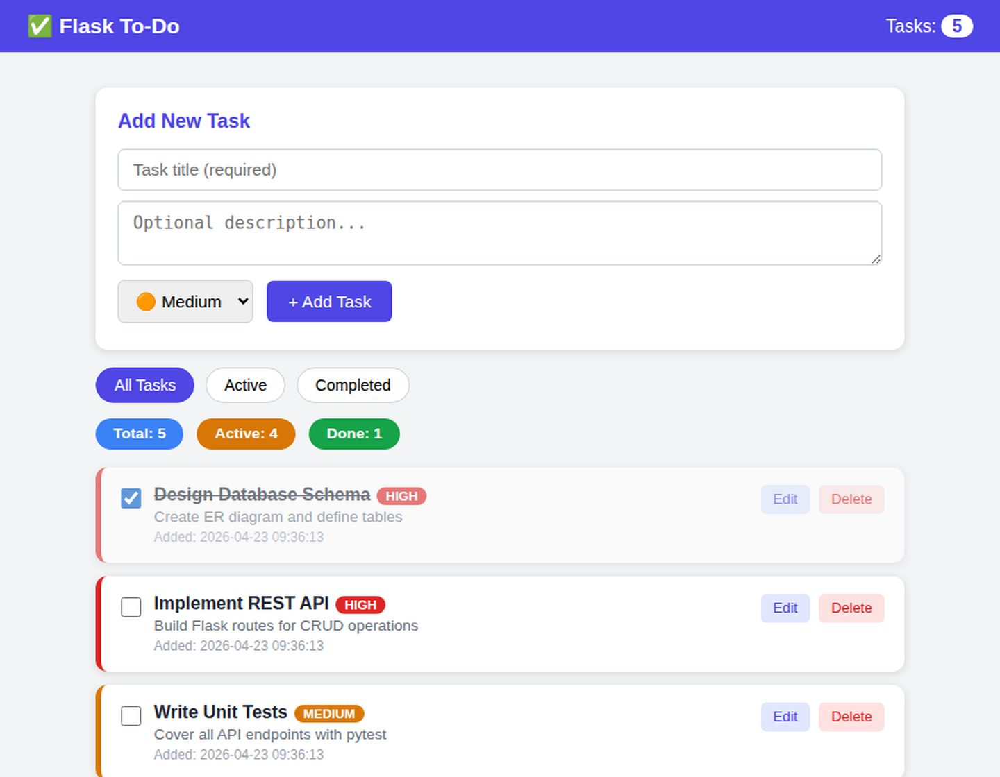 ✅ Flask To-Do Tasks: 5
Add New Task
Task title (required)
Optional description...
🟠 Medium + Add Task
All Tasks Active Completed
Total: 5 Active: 4 Done: 1
Design Database Schema HIGH Edit Delete
Create ER diagram and define tables
Added: 2026-04-23 09:36:13
Implement REST API HIGH Edit Delete
Build Flask routes for CRUD operations
Added: 2026-04-23 09:36:13
Write Unit Tests MEDIUM Edit Delete
Cover all API endpoints with pytest
Added: 2026-04-23 09:36:13